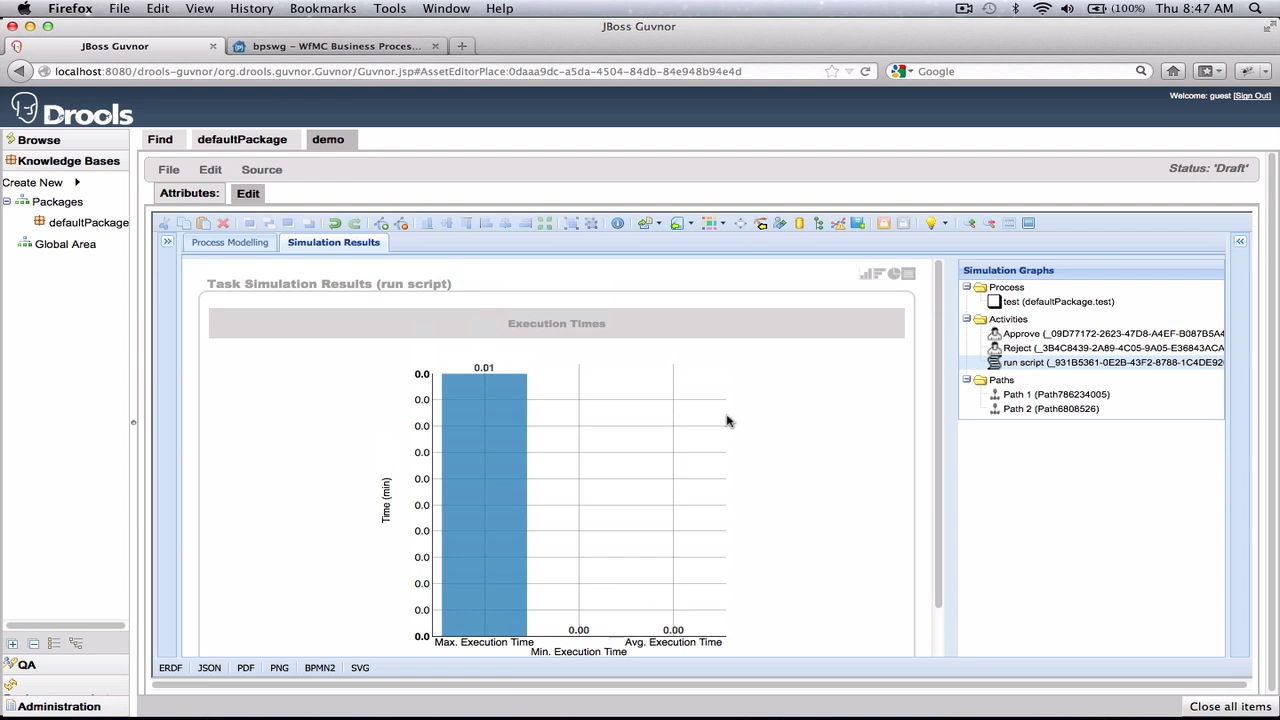 Firefox File Edit View History Bookmarks Tools Window Help (100%) Thu 8:47 AM
JBoss Guvnor
JBoss Guvnor bpswg – WfMC Business Proces...
localhost:8080/drools-guvnor/org.drools.guvnor.Guvnor/Guvnor.jsp#AssetEditorPlace:0daaa9dc-a5da-4504-84db-84e948b94e4d Google
Welcome: guest [Sign Out]
Drools
Browse
Find defaultPackage demo
Knowledge Bases
File Edit Source Status: 'Draft'
Create New
Attributes: Edit
Packages
defaultPackage
Global Area
Process Modelling Simulation Results
Task Simulation Results (run script)
Execution Times
0.01
0.0
0.0
0.0
0.0
0.0
0.0
0.0
0.0
0.0
0.0
0.0
Time (min)
0.00 0.00
Max. Execution Time Avg. Execution Time
Min. Execution Time
Simulation Graphs
Process
test (defaultPackage.test)
Activities
Approve (_09D77172-2623-47D8-A4EF-B087B5A4
Reject (_3B4C8439-2A89-4C05-9A05-E36843ACA
run script (_931B5361-0E2B-43F2-8788-1C4DE920
Paths
Path 1 (Path786234005)
Path 2 (Path6808526)
ERDF JSON PDF PNG BPMN2 SVG
QA
Administration
Close all items